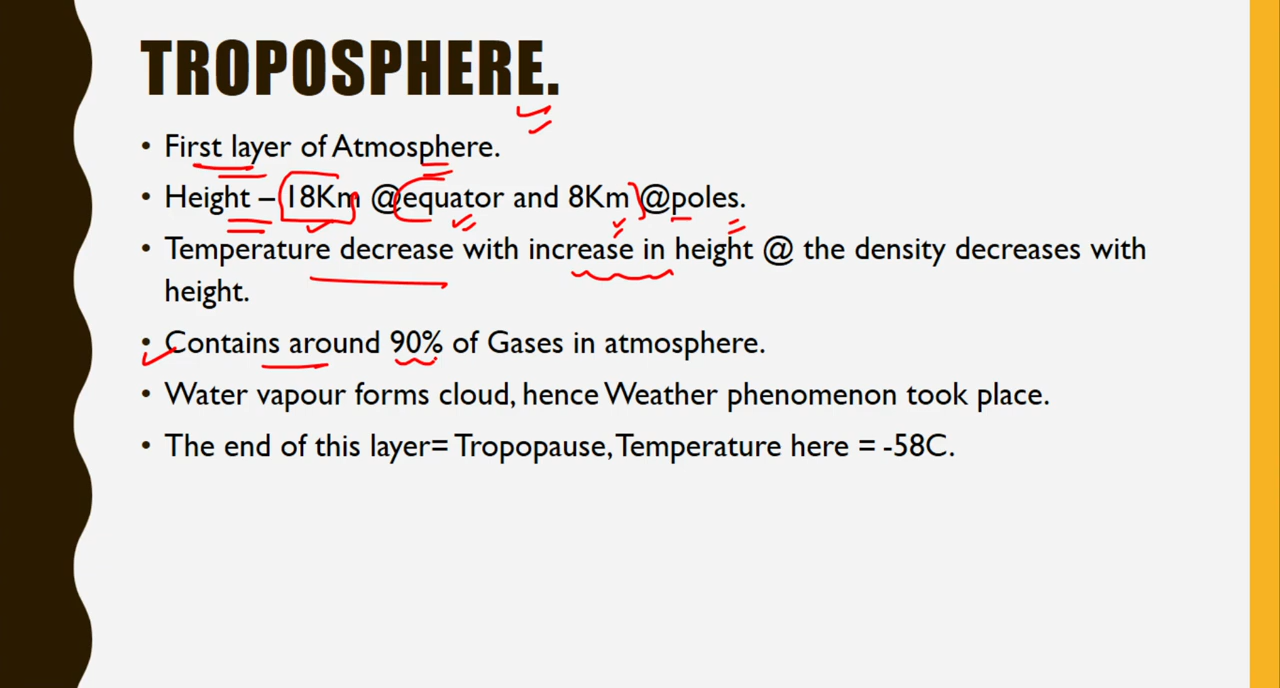 TROPOSPHERE.
• First layer of Atmosphere.
• Height – 18Km @equator and 8Km @poles.
• Temperature decrease with increase in height @ the density decreases with
height.
• Contains around 90% of Gases in atmosphere.
• Water vapour forms cloud, hence Weather phenomenon took place.
• The end of this layer= Tropopause, Temperature here = -58C.